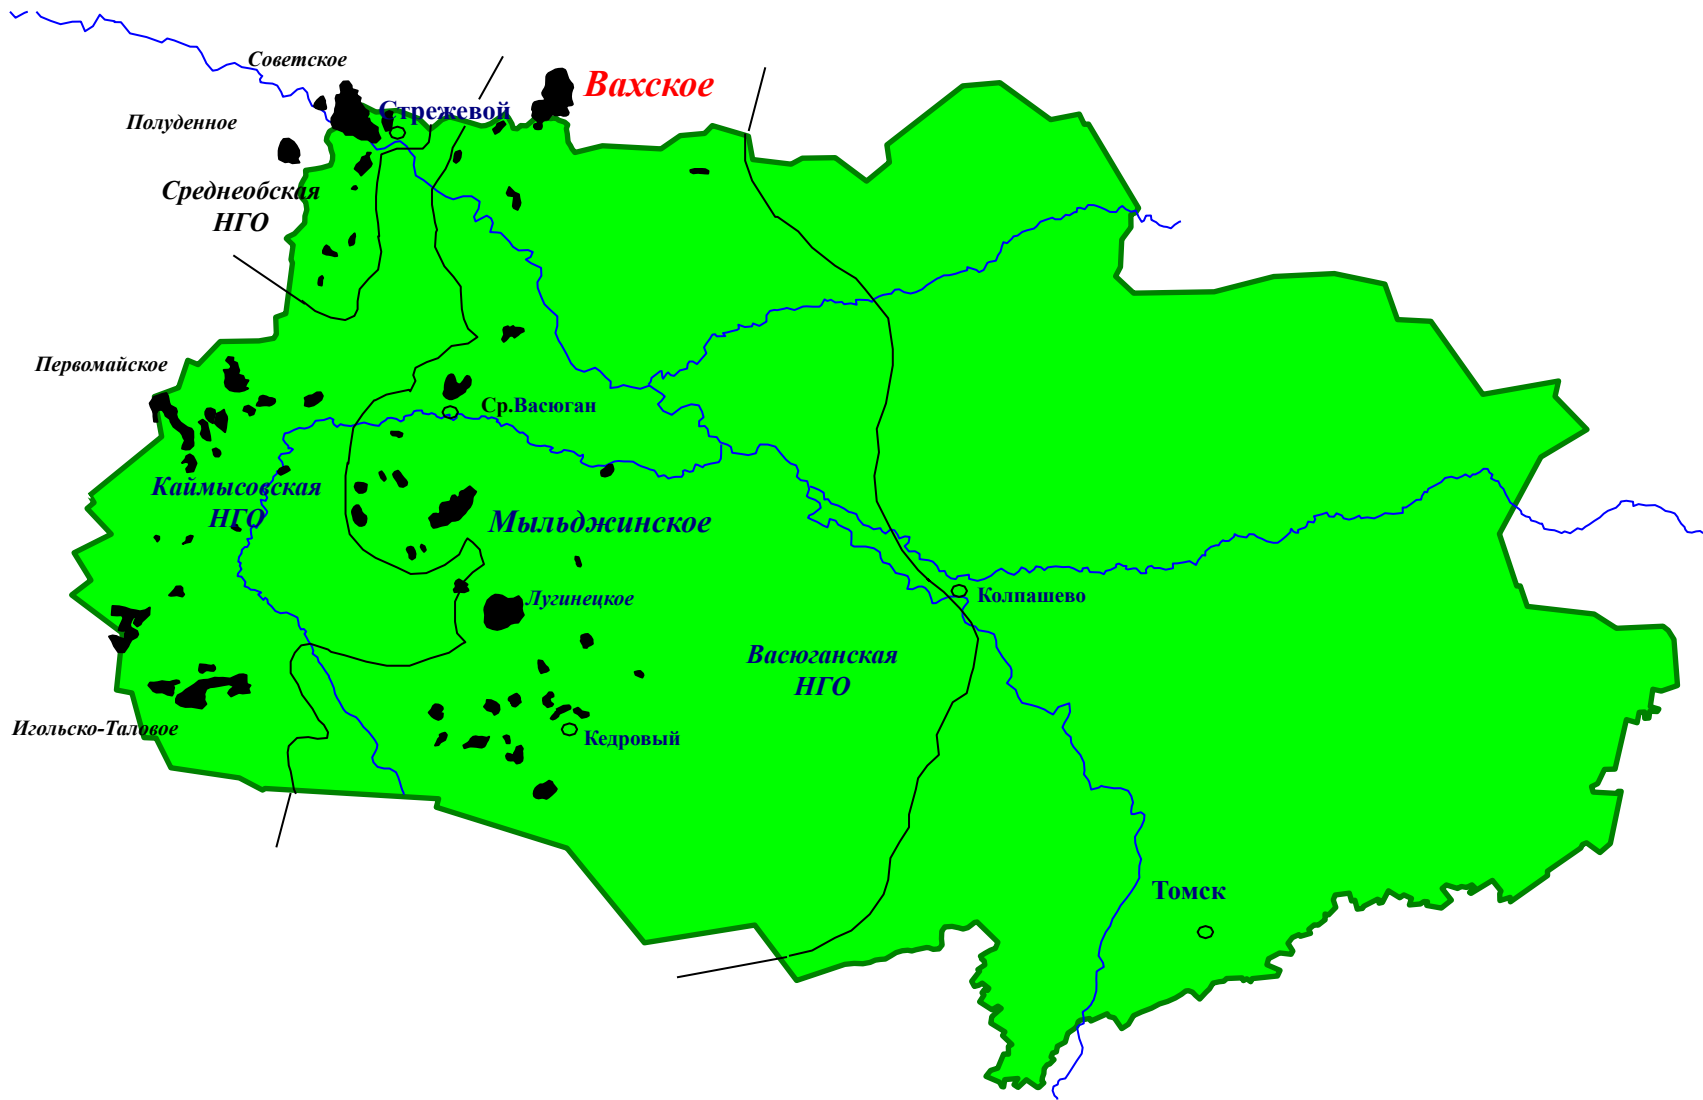 Советское
Вахское
Стрежевой
Полуденное
Среднеобская
НГО
Первомайское
Ср.Васюган
Каймысовская
НГО
Мыльджинское
Лугинецкое
Колпашево
Васюганская
НГО
Игольско-Таловое
Кедровый
Томск